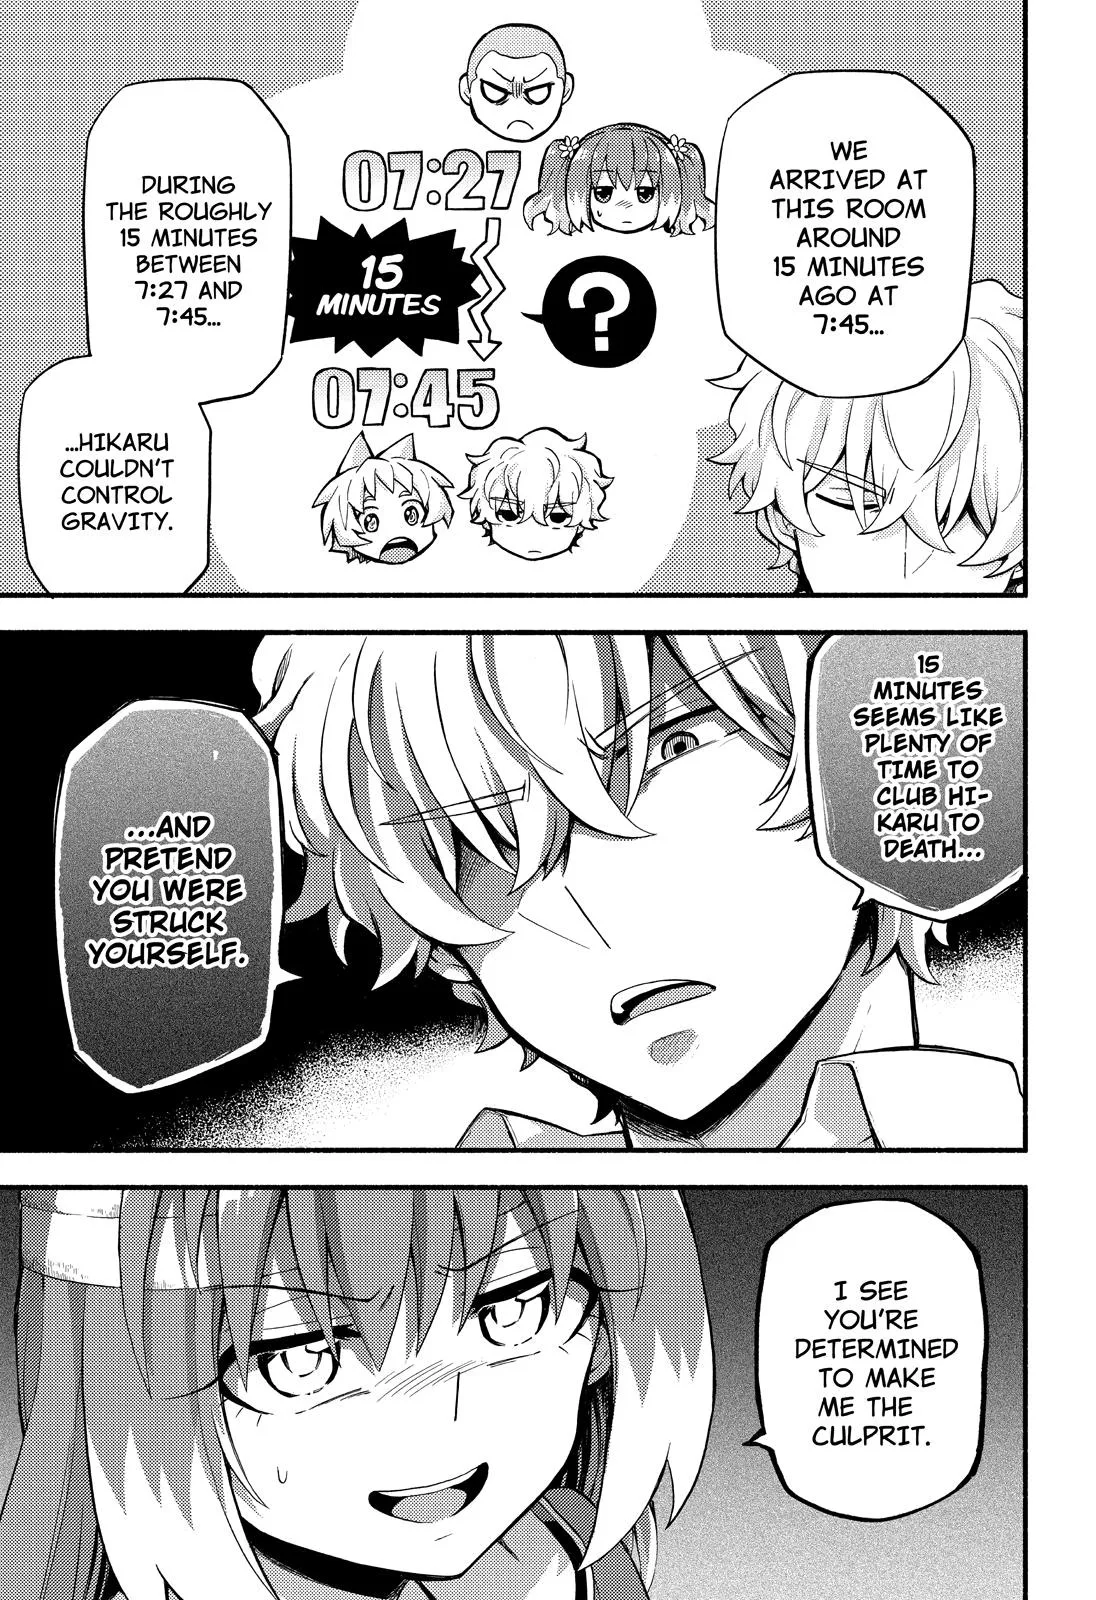 WE
ARRIVED AT
THIS ROOM
AROUND
15 MINUTES
AGO AT
7:45...
07:27
15
MINUTES
?
07:45
DURING
THE ROUGHLY
15 MINUTES
BETWEEN
7:27 AND
7:45...
...HIKARU
COULDN'T
CONTROL
GRAVITY.
15
MINUTES
SEEMS LIKE
PLENTY OF
TIME TO
CLUB HI-
KARU TO
DEATH...
...AND
PRETEND
YOU WERE
STRUCK
YOURSELF.
I SEE
YOU'RE
DETERMINED
TO MAKE
ME THE
CULPRIT.